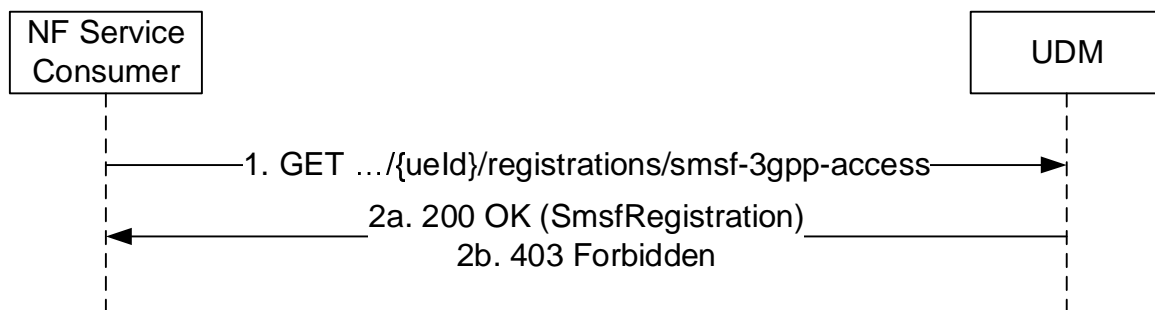 NF Service
Consumer
UDM
1. GET …/{ueId}/registrations/smsf-3gpp-access
2a. 200 OK (SmsfRegistration)
2b. 403 Forbidden